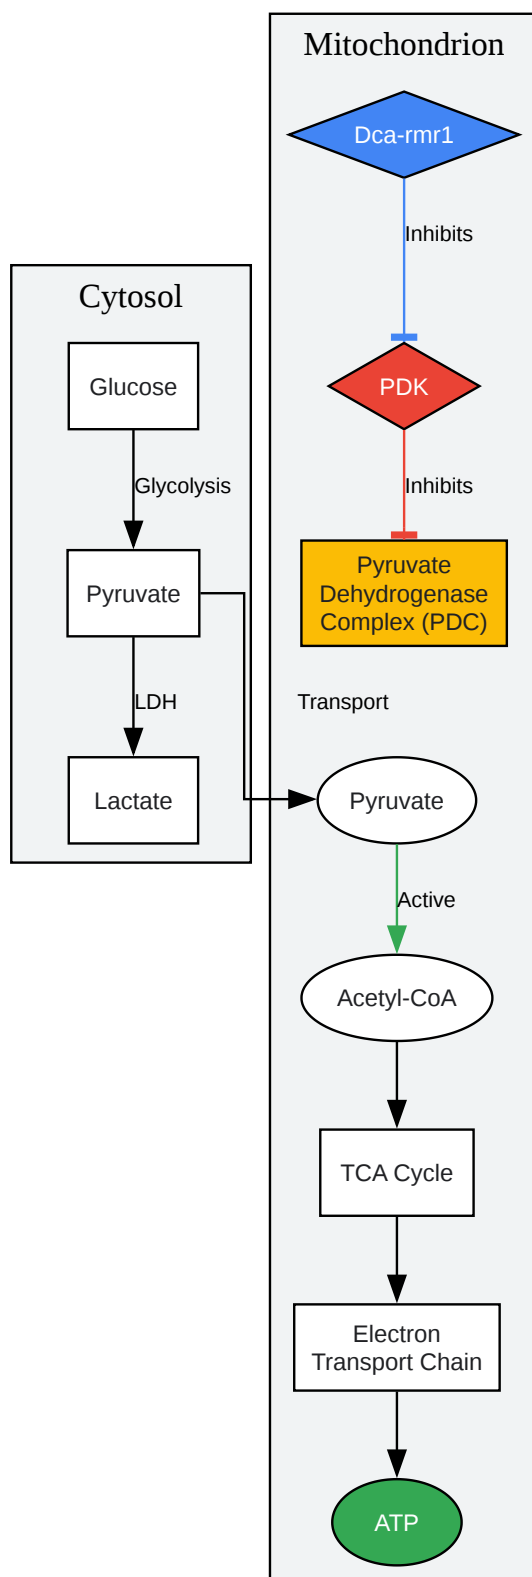 Mitochondrion
Dca-rmr1
Inhibits
PDK
Inhibits
Pyruvate
Dehydrogenase
Complex (PDC)
Cytosol
Glucose
Glycolysis
Pyruvate
LDH
Lactate
Transport
Pyruvate
Active
Acetyl-CoA
TCA Cycle
Electron
Transport Chain
ATP